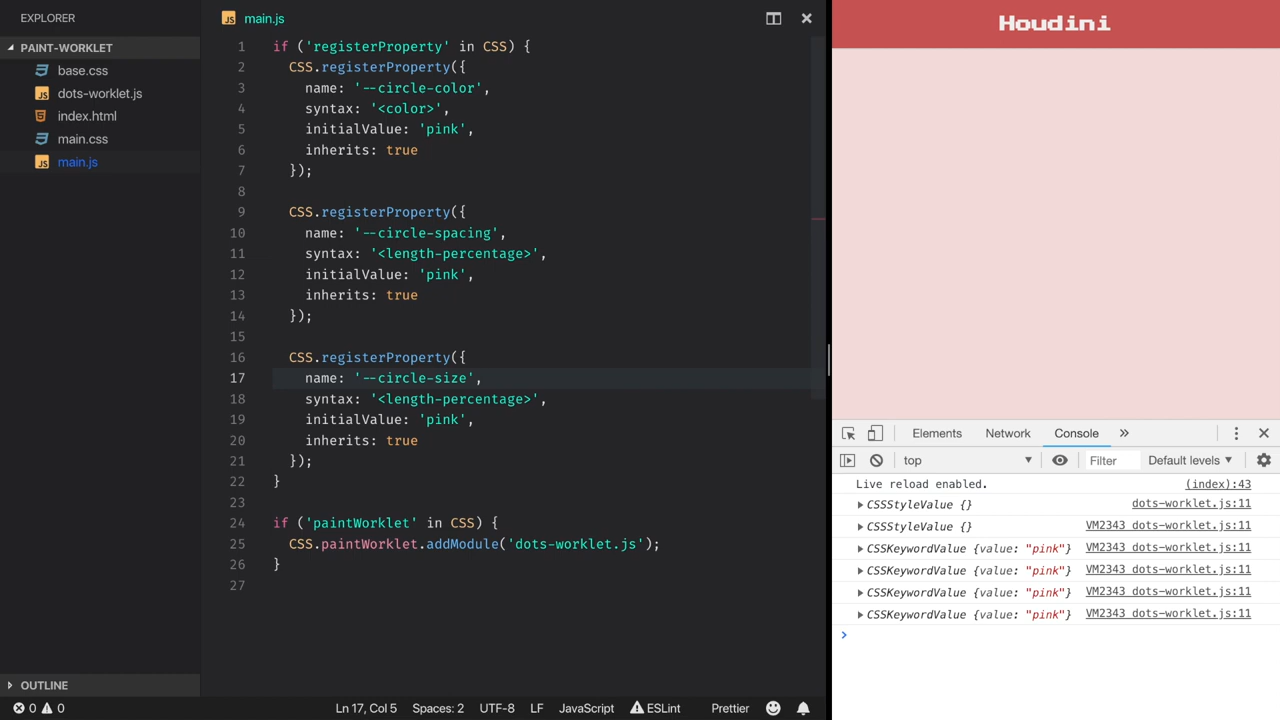 EXPLORER
PAINT-WORKLET
base.css
dots-worklet.js
index.html
main.css
main.js
OUTLINE
main.js
1 if ('registerProperty' in CSS) {
2 CSS.registerProperty({
3 name: '--circle-color',
4 syntax: '<color>',
5 initialValue: 'pink',
6 inherits: true
7 });
8
9 CSS.registerProperty({
10 name: '--circle-spacing',
11 syntax: '<length-percentage>',
12 initialValue: 'pink',
13 inherits: true
14 });
15
16 CSS.registerProperty({
17 name: '--circle-size',
18 syntax: '<length-percentage>',
19 initialValue: 'pink',
20 inherits: true
21 });
22 }
23
24 if ('paintWorklet' in CSS) {
25 CSS.paintWorklet.addModule('dots-worklet.js');
26 }
27
Houdini
Elements Network Console »
top Filter Default levels
Live reload enabled. (index):43
CSSStyleValue {} dots-worklet.js:11
CSSStyleValue {} VM2343 dots-worklet.js:11
CSSKeywordValue {value: "pink"} VM2343 dots-worklet.js:11
CSSKeywordValue {value: "pink"} VM2343 dots-worklet.js:11
CSSKeywordValue {value: "pink"} VM2343 dots-worklet.js:11
CSSKeywordValue {value: "pink"} VM2343 dots-worklet.js:11
0 0 Ln 17, Col 5 Spaces: 2 UTF-8 LF JavaScript ESLint Prettier